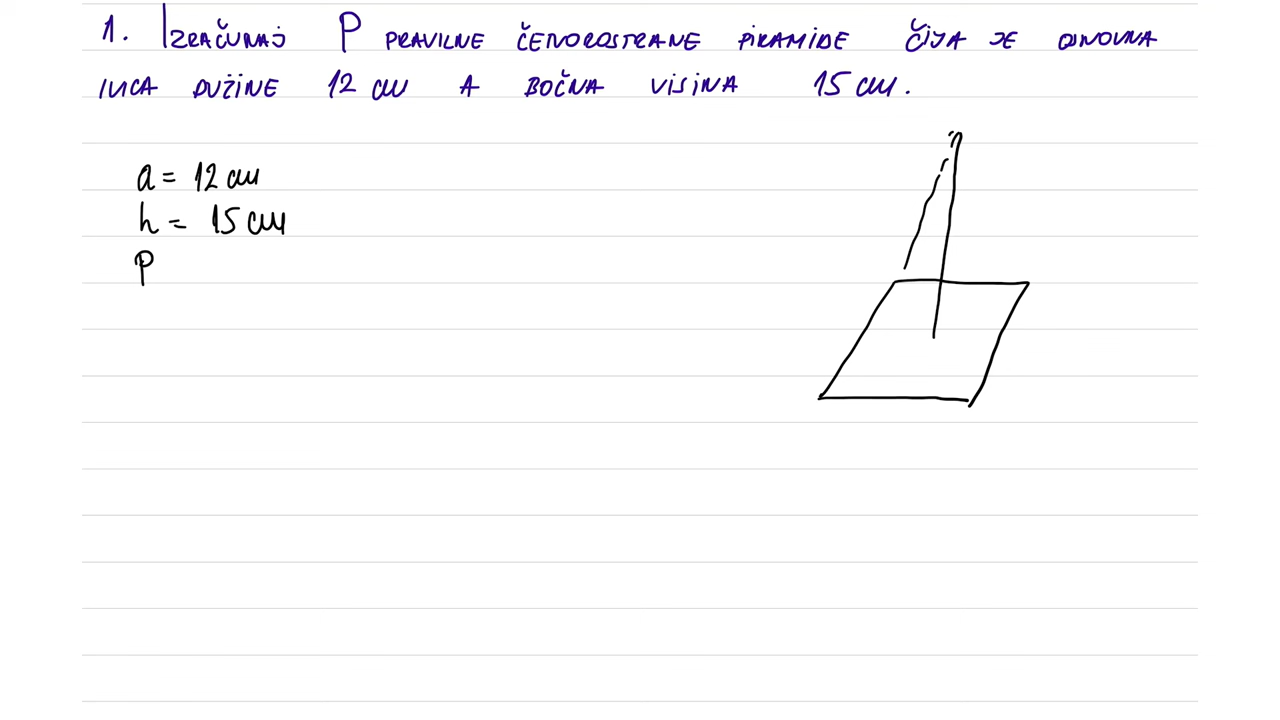 1. IZRAČUNAJ P PRAVILNE ČETVOROSTRANE PIRAMIDE ČIJA JE OSNOVNA
IVICA DUŽINE 12 cm A BOČNA VISINA 15 cm.
a = 12 cm
h = 15 cm
P